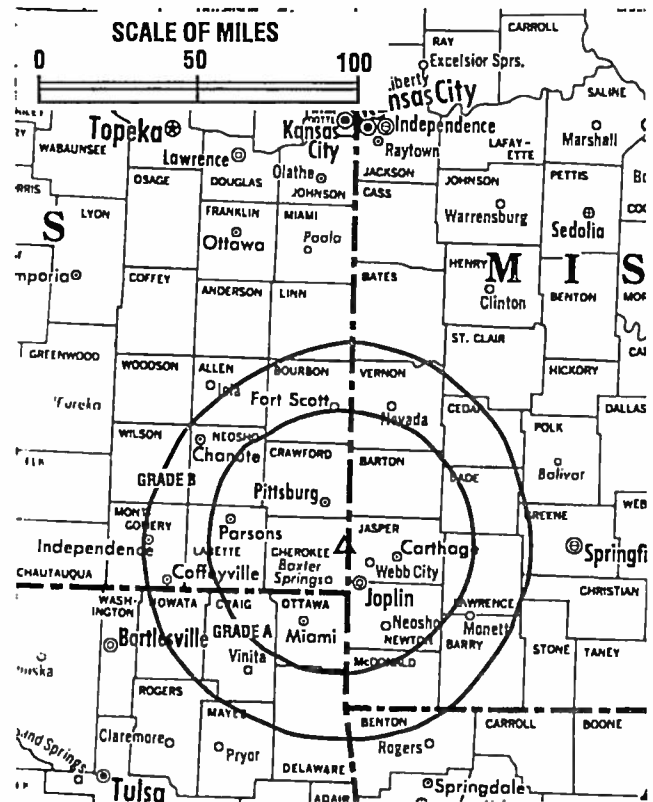 SCALE OF MILES
0 50 100
CARROLL
RAY
Excelsior Sprs.
SALINE
Topeka
Kansas City
Independence
Marshall
WABAUNSEE
Lawrence
Raytown
LAFAY-
ETTE
Olathe
OSAGE
DOUGLAS
JOHNSON
JACKSON
CASS
JOHNSON
PETTIS
LYON
FRANKLIN
MIAMI
Warrensburg
Sedalia
S
Ottawa
Paola
HENRY
M I S
COFFEY
BATES
Clinton
BENTON
ANDERSON
LINN
ST. CLAIR
GREENWOOD
WOODSON
ALLEN
BOURBON
VERNON
HICKORY
Iola
Eureka
Fort Scott
Nevada
CEDAR
DALLAS
WILSON
NEOSHO
POLK
Chanute
CRAWFORD
BARTON
Bolivar
GRADE B
DADE
Pittsburg
MONT-
GOMERY
Parsons
JASPER
GREENE
Independence
LABETTE
CHEROKEE
Carthage
Baxter
Springs
Webb City
Coffeyville
CHAUTAUQUA
Joplin
CHRISTIAN
WASH-
INGTON
NOWATA
CRAIG
OTTAWA
LAWRENCE
Bartlesville
GRADE A
Miami
Neosho
NEWTON
Monett
BARRY
STONE
TANEY
Vinita
McDONALD
ROGERS
MAYES
BENTON
CARROLL
BOONE
Claremore
Pryor
Rogers
DELAWARE
Tulsa
ADAIR
Springdale